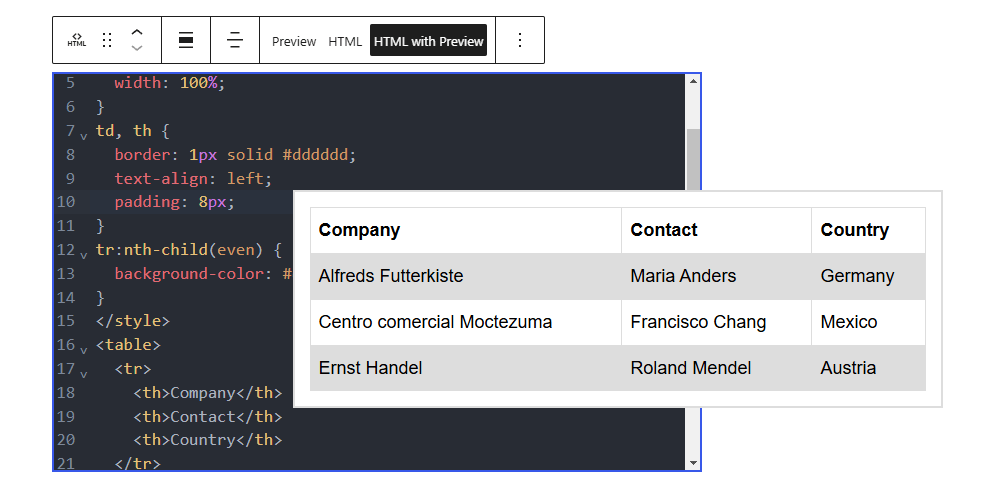 HTML Preview HTML HTML with Preview
5 width: 100%;
6 }
7 td, th {
8 border: 1px solid #dddddd;
9 text-align: left;
10 padding: 8px;
11 }
12 tr:nth-child(even) {
13 background-color: #
14 }
15 </style>
16 <table>
17 <tr>
18 <th>Company</th>
19 <th>Contact</th>
20 <th>Country</th>
21 </tr>
Company Contact Country
Alfreds Futterkiste Maria Anders Germany
Centro comercial Moctezuma Francisco Chang Mexico
Ernst Handel Roland Mendel Austria